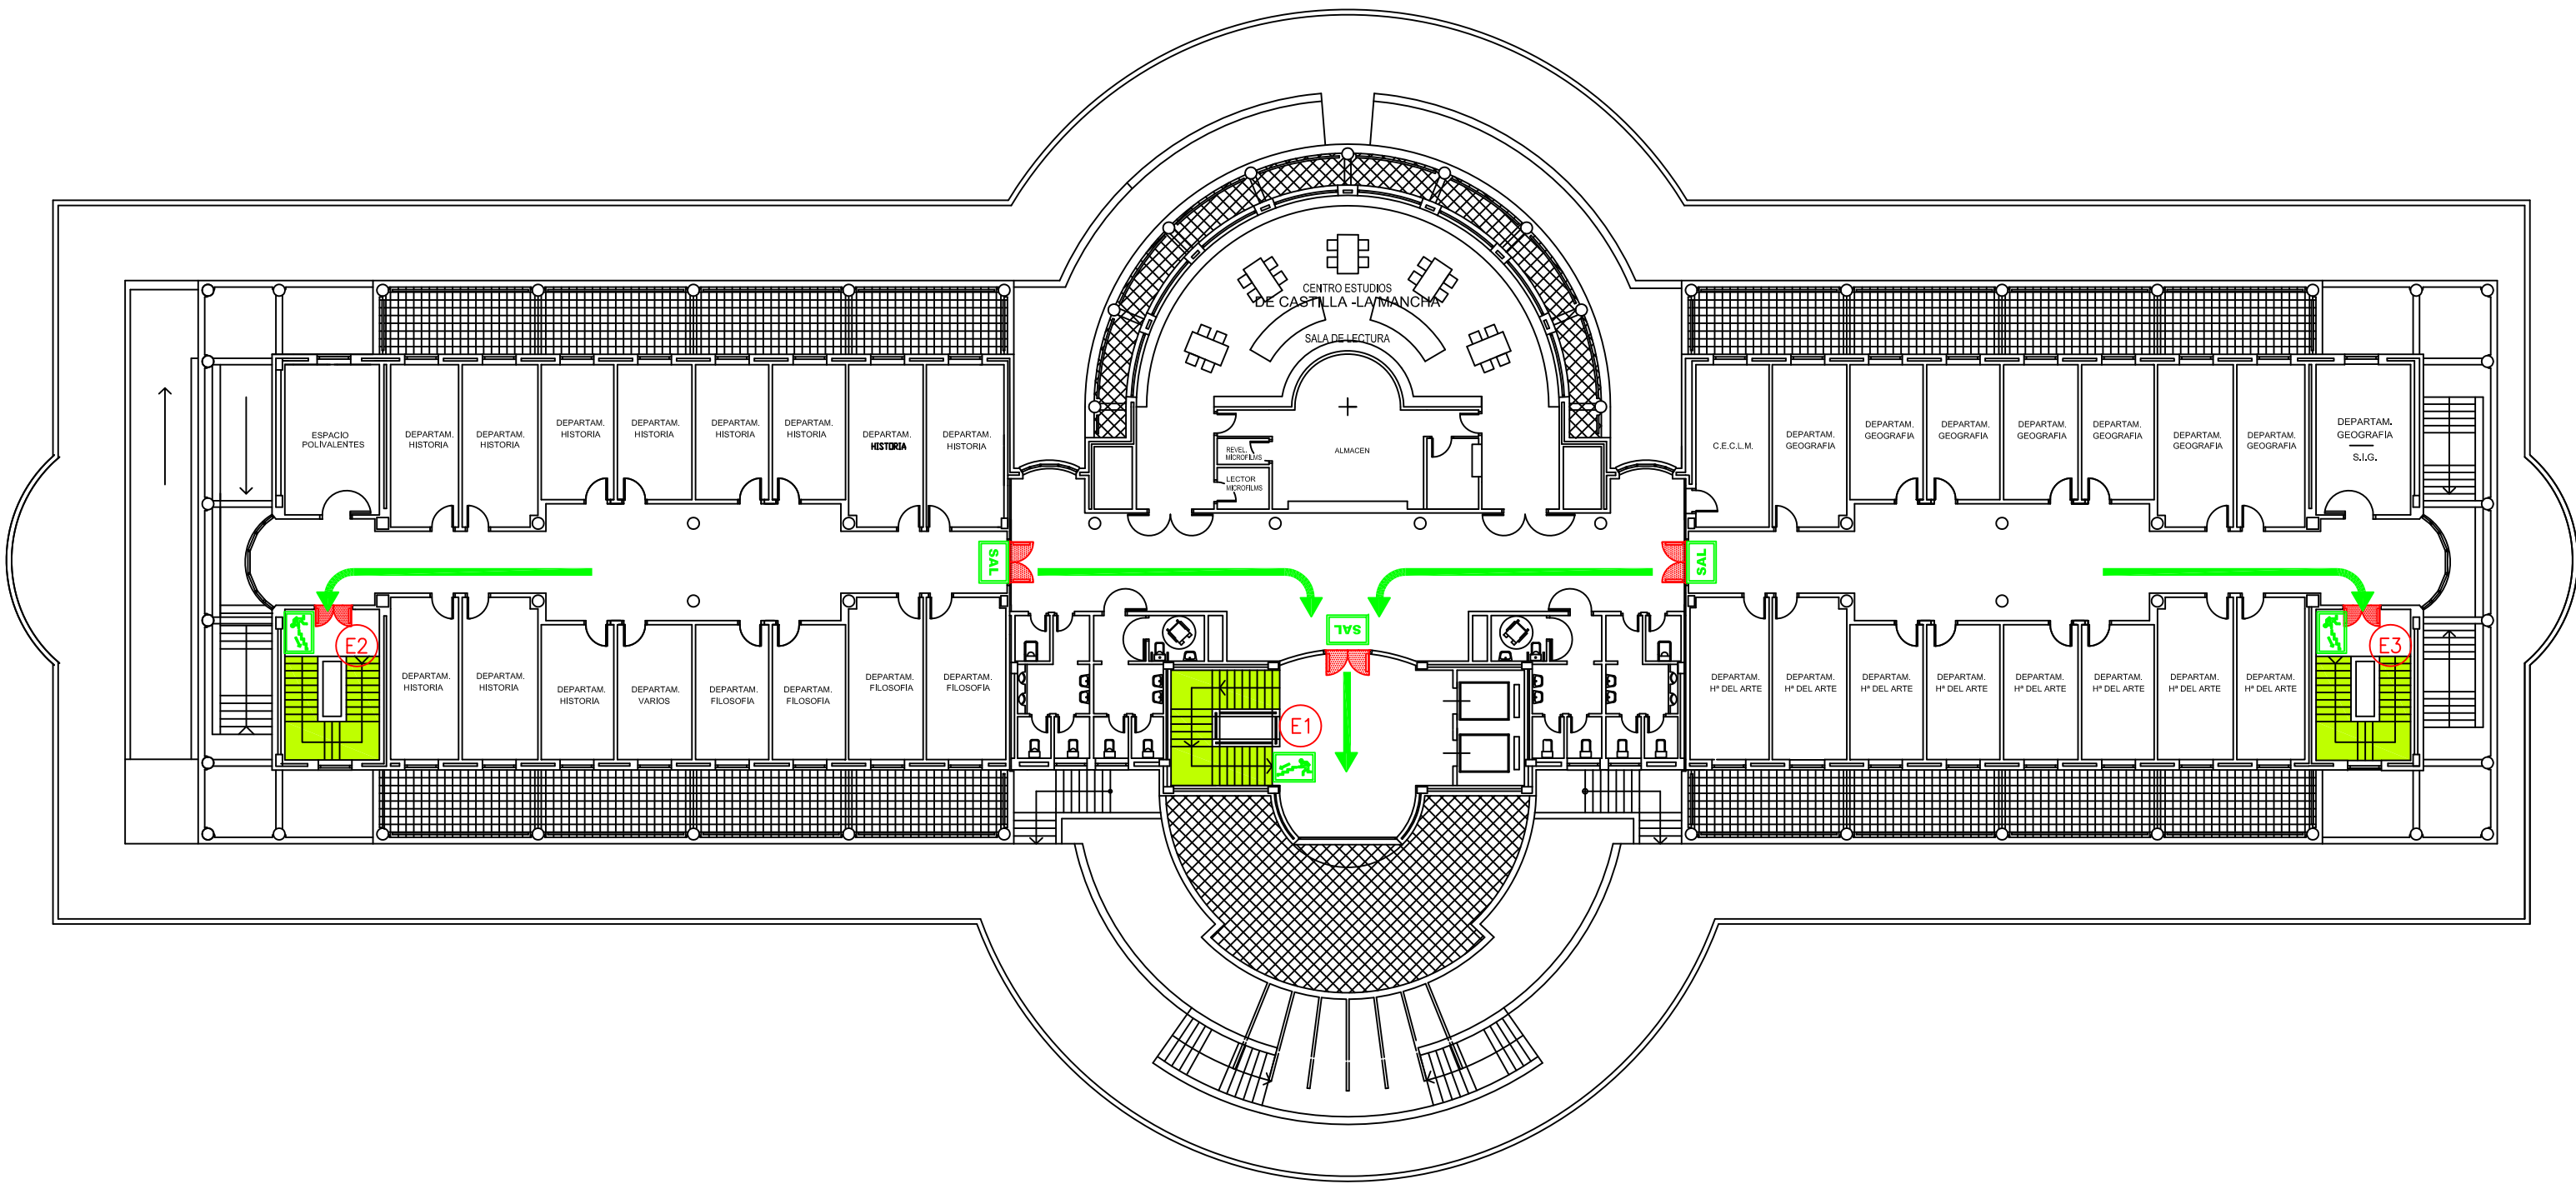 CENTRO ESTUDIOS
DE CASTILLA -LA MANCHA
SALA DE LECTURA
ESPACIO
POLIVALENTES
DEPARTAM.
HISTORIA
DEPARTAM.
HISTORIA
DEPARTAM.
HISTORIA
DEPARTAM.
HISTORIA
DEPARTAM.
HISTORIA
DEPARTAM.
HISTORIA
DEPARTAM.
HISTORIA
DEPARTAM.
HISTORIA
REVEL.
MICROFILMS
LECTOR
MICROFILMS
ALMACEN
C.E.C.L.M.
DEPARTAM.
GEOGRAFIA
DEPARTAM.
GEOGRAFIA
DEPARTAM.
GEOGRAFIA
DEPARTAM.
GEOGRAFIA
DEPARTAM.
GEOGRAFIA
DEPARTAM.
GEOGRAFIA
DEPARTAM.
GEOGRAFIA
DEPARTAM.
GEOGRAFIA
S.I.G.
SAL
SAL
SAL
E2
E1
E3
DEPARTAM.
HISTORIA
DEPARTAM.
HISTORIA
DEPARTAM.
HISTORIA
DEPARTAM.
VARIOS
DEPARTAM.
FILOSOFIA
DEPARTAM.
FILOSOFIA
DEPARTAM.
FILOSOFIA
DEPARTAM.
FILOSOFIA
DEPARTAM.
Hª DEL ARTE
DEPARTAM.
Hª DEL ARTE
DEPARTAM.
Hª DEL ARTE
DEPARTAM.
Hª DEL ARTE
DEPARTAM.
Hª DEL ARTE
DEPARTAM.
Hª DEL ARTE
DEPARTAM.
Hª DEL ARTE
DEPARTAM.
Hª DEL ARTE